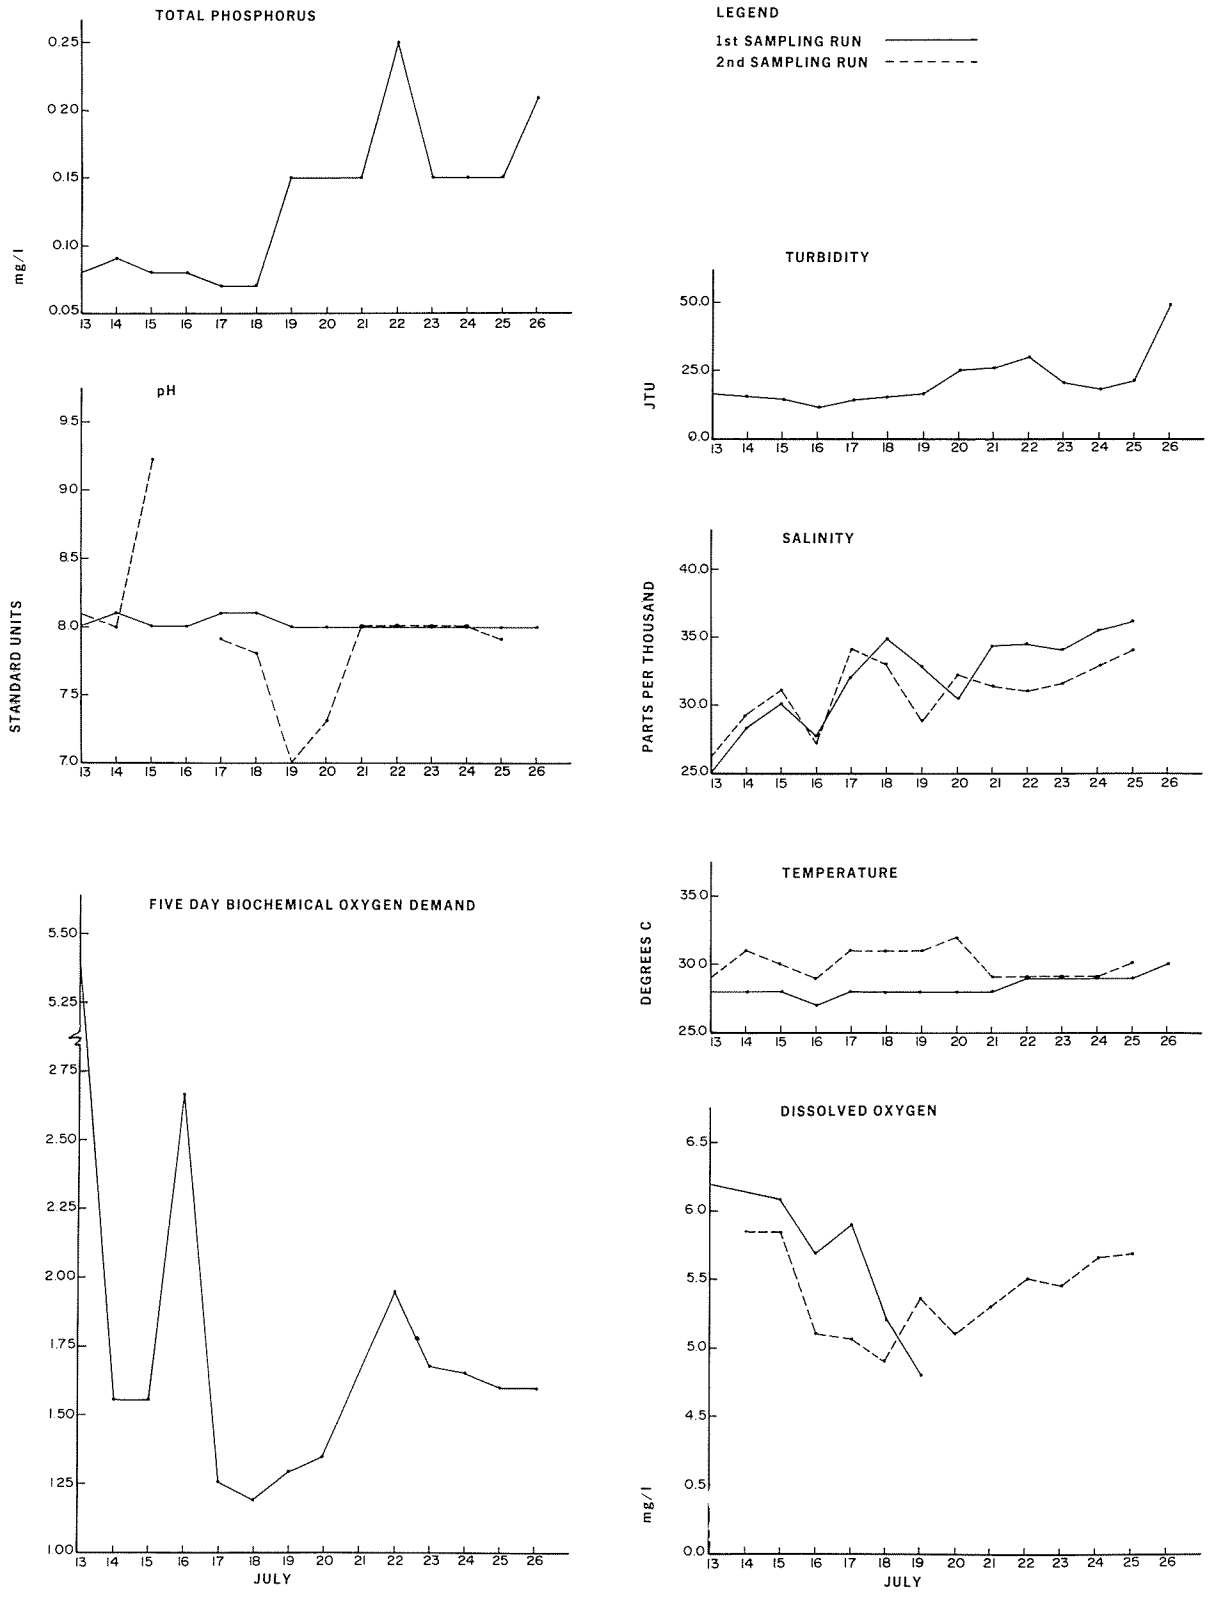 TOTAL PHOSPHORUS
0.25
0.20
0.15
0.10
0.05
mg/l
13 14 15 16 17 18 19 20 21 22 23 24 25 26
LEGEND
1st SAMPLING RUN
2nd SAMPLING RUN
TURBIDITY
50.0
25.0
0.0
JTU
13 14 15 16 17 18 19 20 21 22 23 24 25 26
pH
9.5
9.0
8.5
8.0
7.5
7.0
STANDARD UNITS
13 14 15 16 17 18 19 20 21 22 23 24 25 26
SALINITY
40.0
35.0
30.0
25.0
PARTS PER THOUSAND
13 14 15 16 17 18 19 20 21 22 23 24 25 26
FIVE DAY BIOCHEMICAL OXYGEN DEMAND
5.50
5.25
2.75
2.50
2.25
2.00
1.75
1.50
1.25
1.00
13 14 15 16 17 18 19 20 21 22 23 24 25 26
JULY
TEMPERATURE
35.0
30.0
25.0
DEGREES C
13 14 15 16 17 18 19 20 21 22 23 24 25 26
DISSOLVED OXYGEN
6.5
6.0
5.5
5.0
4.5
0.5
0.0
mg/l
13 14 15 16 17 18 19 20 21 22 23 24 25 26
JULY